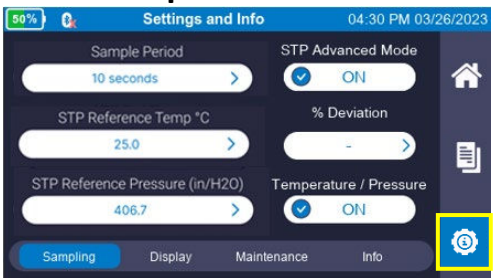 50% Settings and Info 04:30 PM 03/26/2023
Sample Period
10 seconds
STP Advanced Mode
ON
STP Reference Temp °C
25.0
% Deviation
-
STP Reference Pressure (in/H2O)
406.7
Temperature / Pressure
ON
Sampling Display Maintenance Info